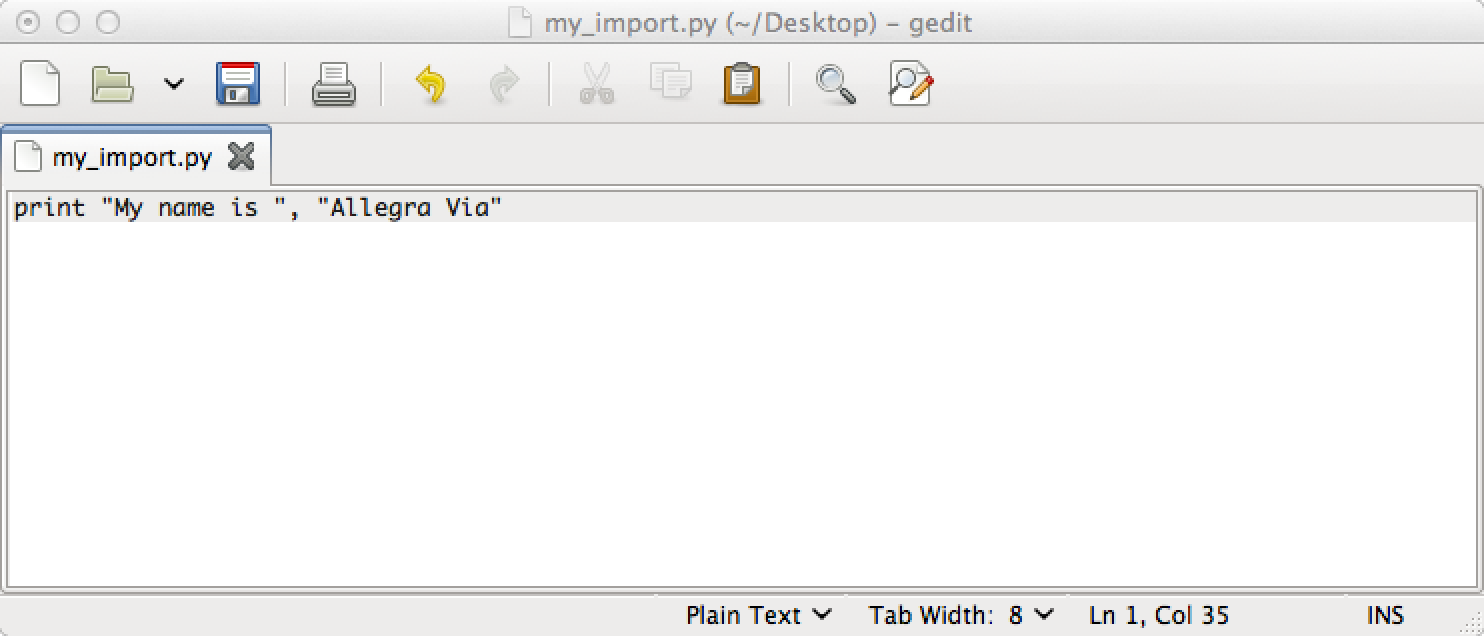 my_import.py (~/Desktop) – gedit
my_import.py
print "My name is ", "Allegra Via"
Plain Text Tab Width: 8 Ln 1, Col 35 INS